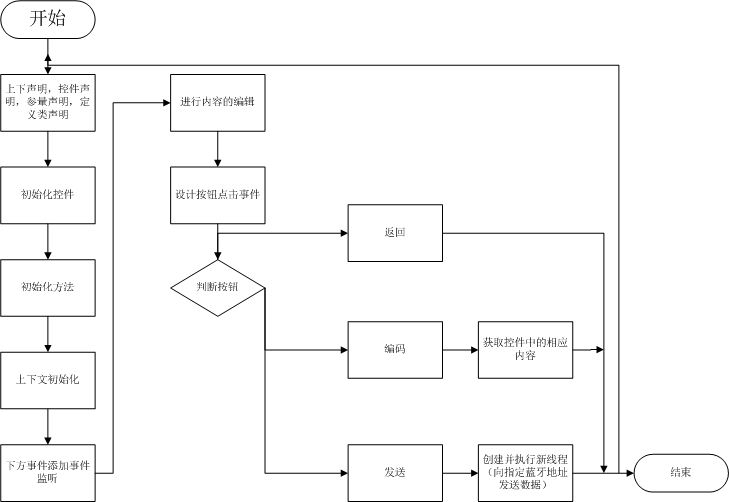 开始
上下声明，控件声
明，参量声明，定
义类声明
初始化控件
初始化方法
上下文初始化
下方事件添加事件
监听
进行内容的编辑
设计按钮点击事件
判断按钮
返回
编码
获取控件中的相应
内容
发送
创建并执行新线程
（向指定蓝牙地址
发送数据）
结束